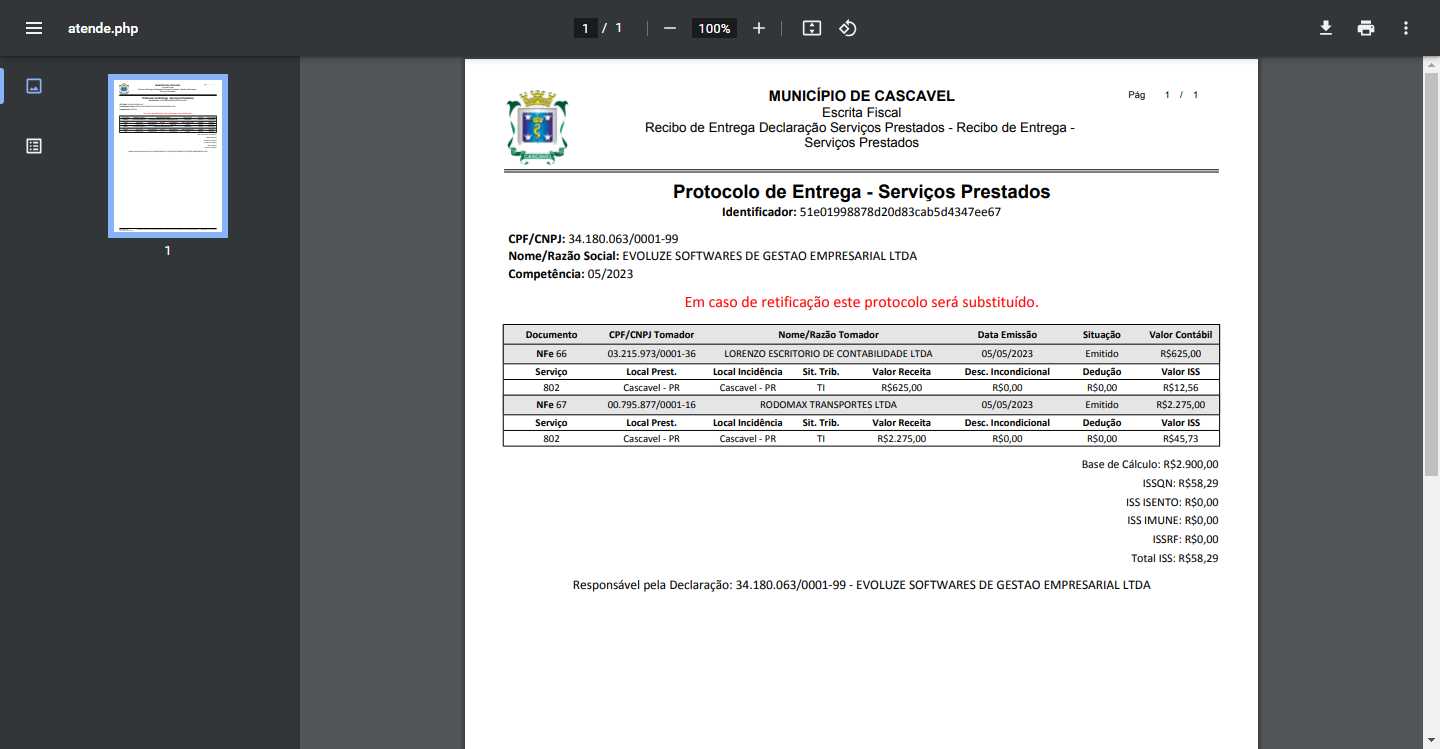 atende.php
1 / 1
100%
1
MUNICÍPIO DE CASCAVEL
Pág 1 / 1
Escrita Fiscal
Recibo de Entrega Declaração Serviços Prestados - Recibo de Entrega -
Serviços Prestados
CASCAVEL
Protocolo de Entrega - Serviços Prestados
Identificador: 51e01998878d20d83cab5d4347ee67
CPF/CNPJ: 34.180.063/0001-99
Nome/Razão Social: EVOLUZE SOFTWARES DE GESTAO EMPRESARIAL LTDA
Competência: 05/2023
Em caso de retificação este protocolo será substituído.
Documento CPF/CNPJ Tomador Nome/Razão Tomador Data Emissão Situação Valor Contábil
NFe 66 03.215.973/0001-36 LORENZO ESCRITORIO DE CONTABILIDADE LTDA 05/05/2023 Emitido R$625,00
Serviço Local Prest. Local Incidência Sit. Trib. Valor Receita Desc. Incondicional Dedução Valor ISS
802 Cascavel - PR Cascavel - PR TI R$625,00 R$0,00 R$0,00 R$12,56
NFe 67 00.795.877/0001-16 RODOMAX TRANSPORTES LTDA 05/05/2023 Emitido R$2.275,00
Serviço Local Prest. Local Incidência Sit. Trib. Valor Receita Desc. Incondicional Dedução Valor ISS
802 Cascavel - PR Cascavel - PR TI R$2.275,00 R$0,00 R$0,00 R$45,73
Base de Cálculo: R$2.900,00
ISSQN: R$58,29
ISS ISENTO: R$0,00
ISS IMUNE: R$0,00
ISSRF: R$0,00
Total ISS: R$58,29
Responsável pela Declaração: 34.180.063/0001-99 - EVOLUZE SOFTWARES DE GESTAO EMPRESARIAL LTDA